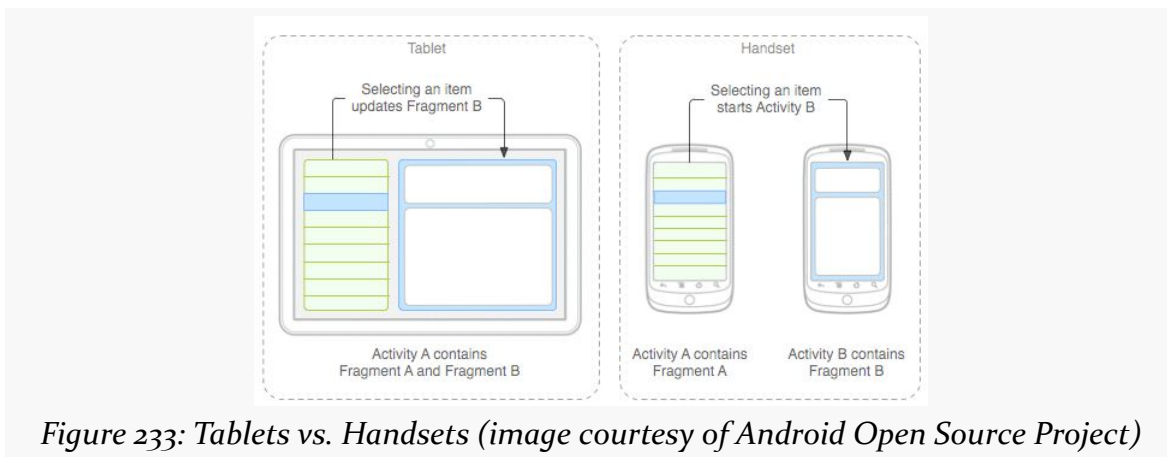 Tablet
Selecting an item
updates Fragment B
Activity A contains
Fragment A and Fragment B
Handset
Selecting an item
starts Activity B
Activity A contains
Fragment A
Activity B contains
Fragment B
Figure 233: Tablets vs. Handsets (image courtesy of Android Open Source Project)